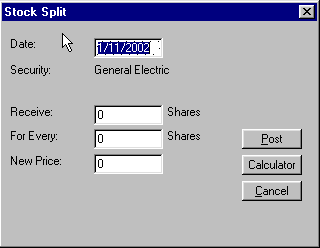 Stock Split
Date: 1/11/2002
Security: General Electric
Receive: 0 Shares
For Every: 0 Shares
New Price: 0
Post
Calculator
Cancel